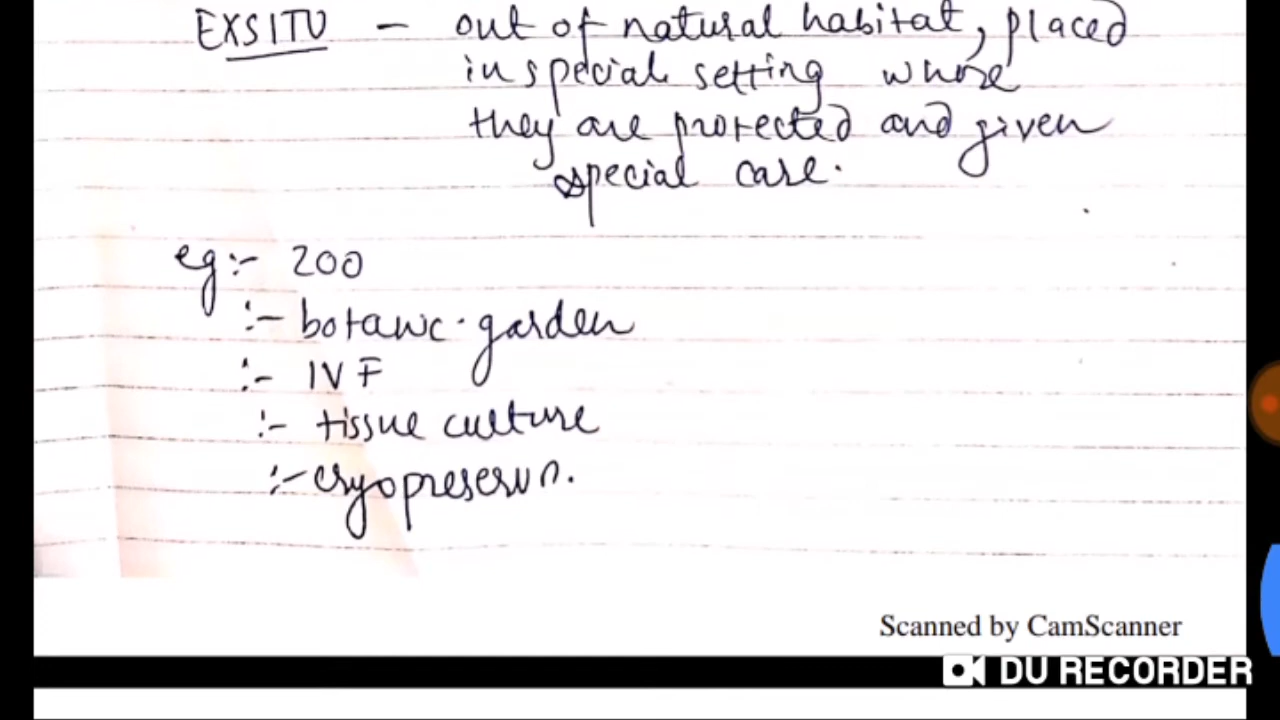 EXSITU - out of natural habitat, placed
in special setting where
they are protected and given
special care.
eg:- zoo
:- botanic garden
:- IVF
:- tissue culture
:- cryopreservn.
Scanned by CamScanner
DU RECORDER